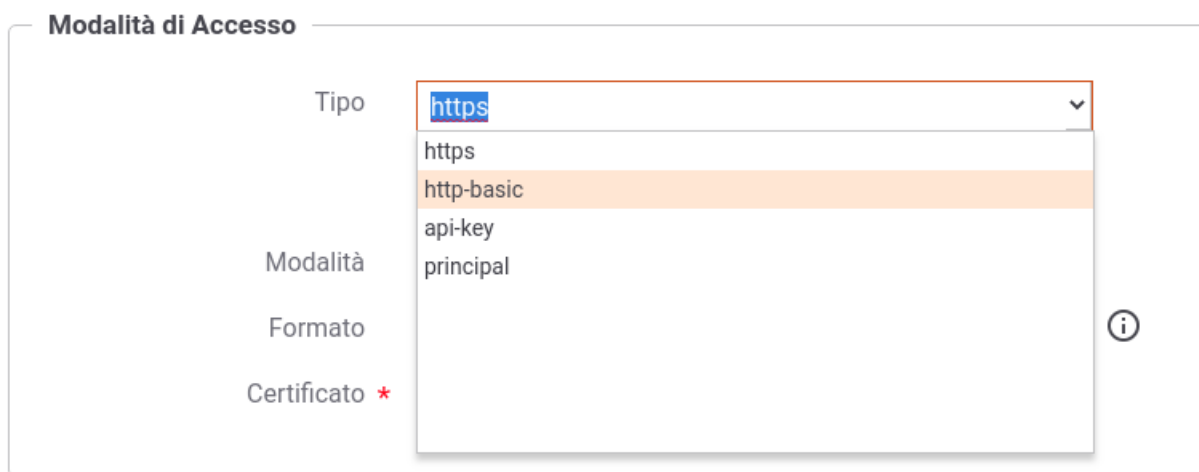 Modalità di Accesso
Tipo
https
https
http-basic
api-key
principal
Modalità
Formato
Certificato *